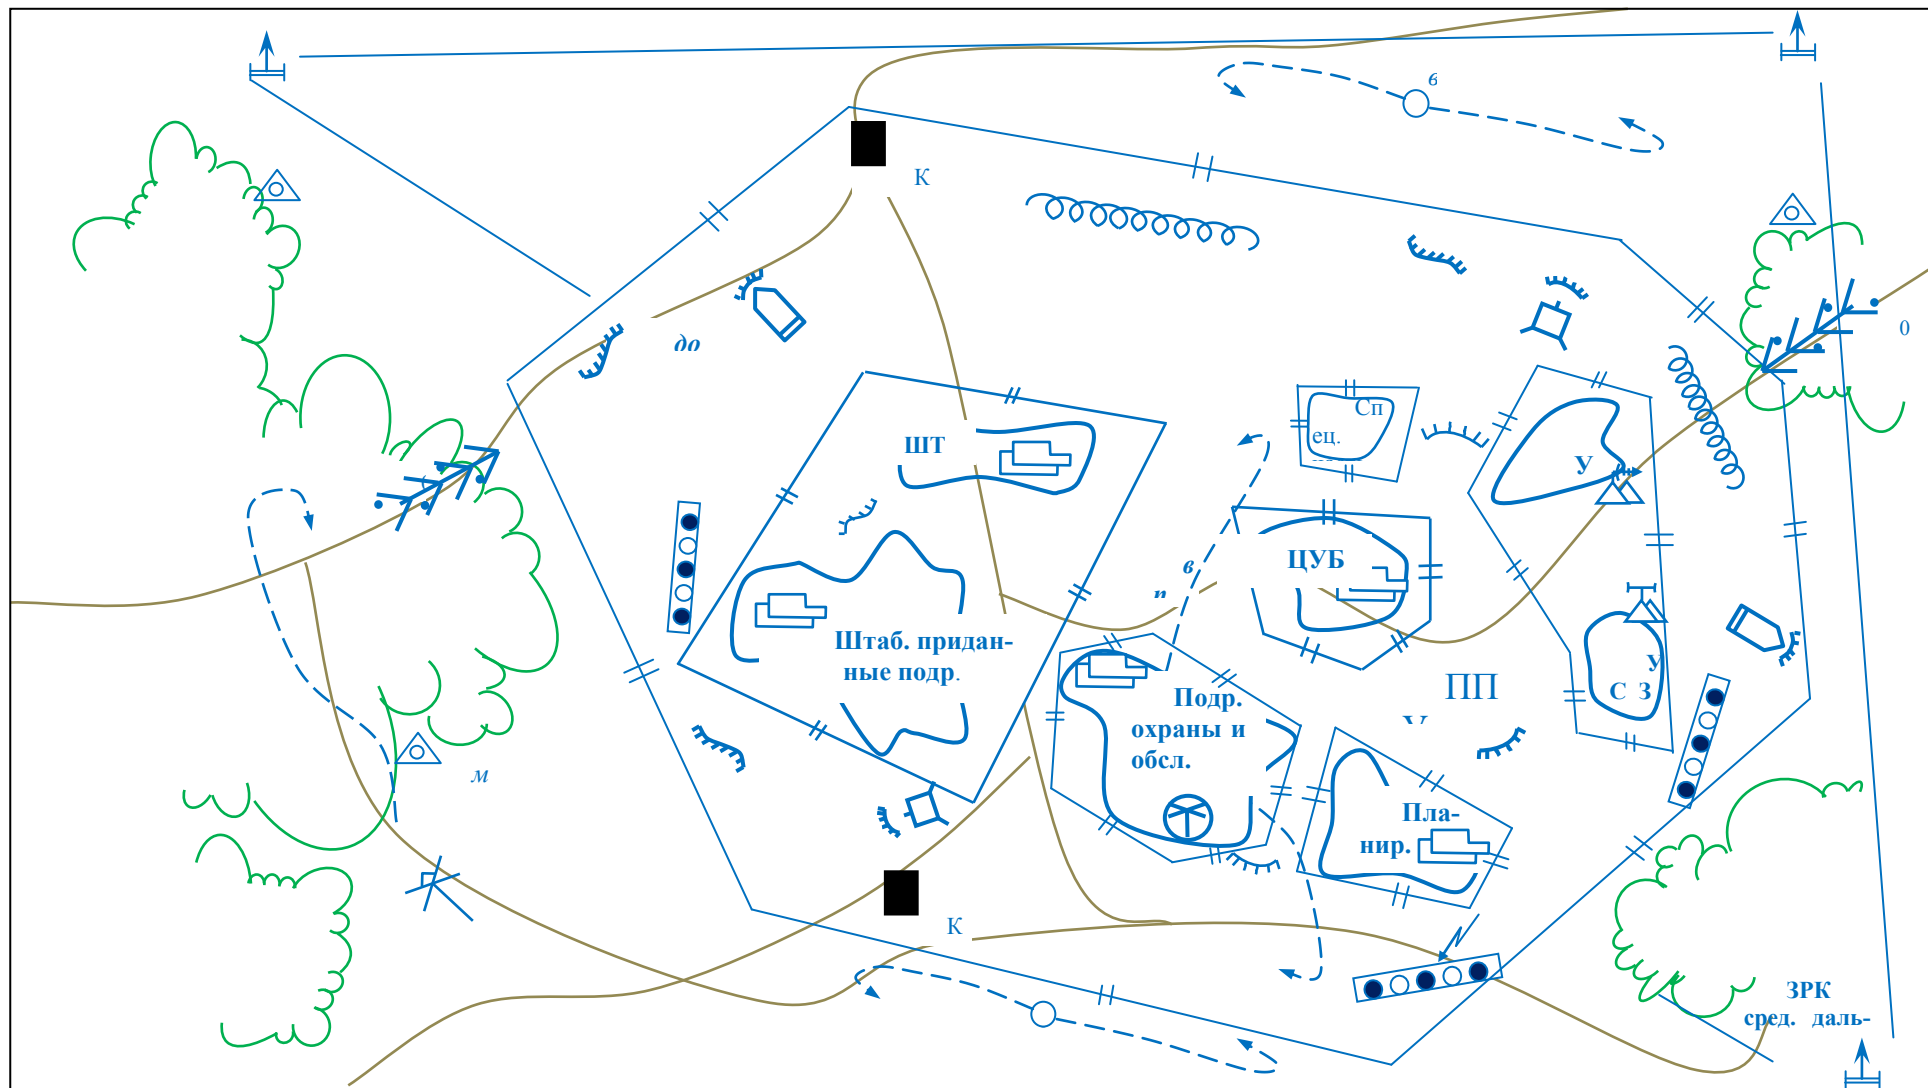 в
К
до
0
Сп
ец.
ШТ
У
ЦУБ
в
Штаб. придан-
ные подр.
У
С З
ПП
Подр.
охраны и
обсл.
м
Пла-
нир.
К
ЗРК
сред. даль-